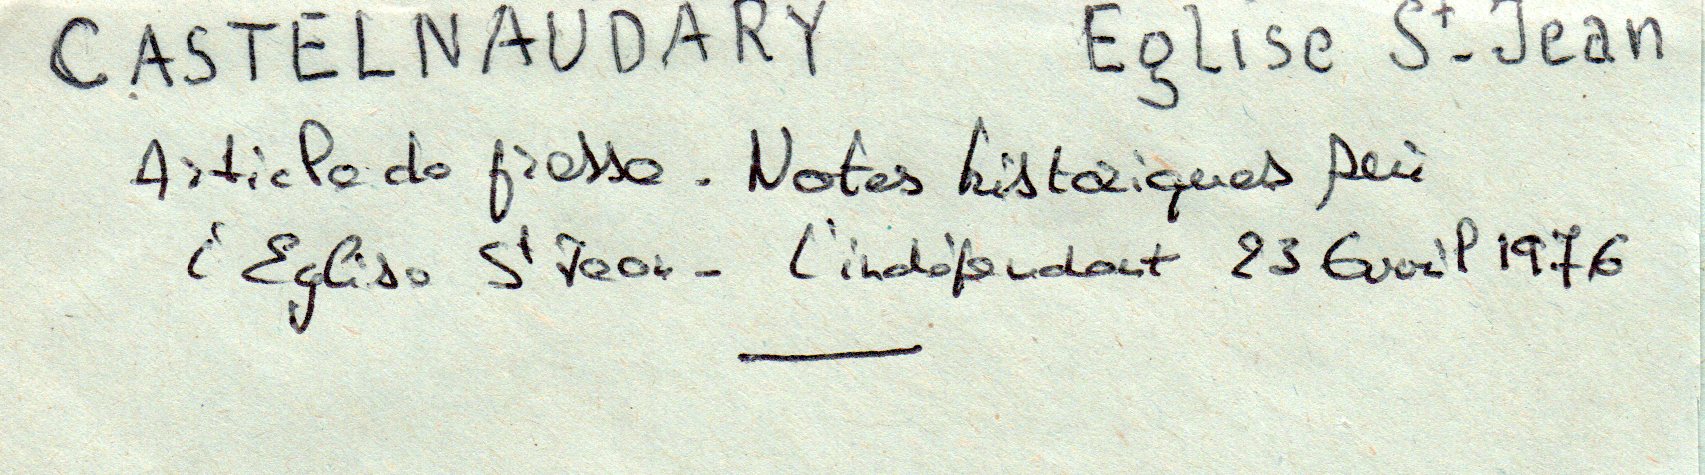 CASTELNAUDARY Eglise St-Jean
Article de presse. Notes historiques sur
l'Eglise St Jean - l'indépendant 23 avril 1976